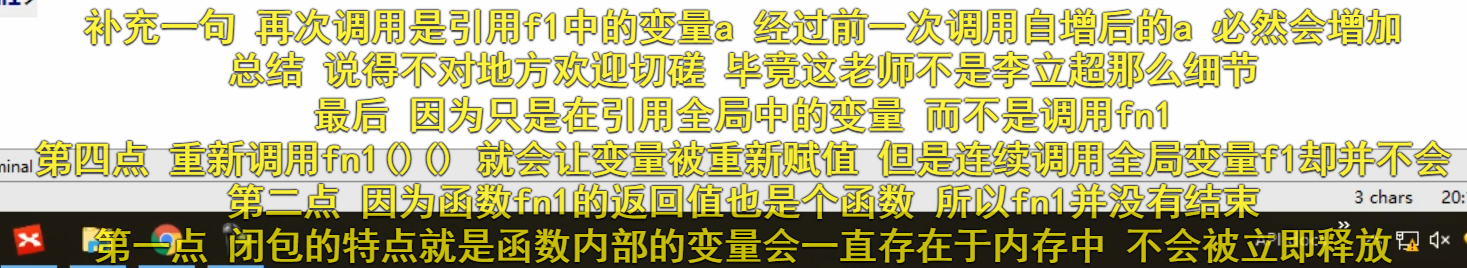 补充一句 再次调用是引用f1中的变量a 经过前一次调用自增后的a 必然会增加
总结 说得不对地方欢迎切磋 毕竟这老师不是李立超那么细节
最后 因为只是在引用全局中的变量 而不是调用fn1
minal
第四点 重新调用fn1()() 就会让变量被重新赋值 但是连续调用全局变量f1却并不会
第二点 因为函数fn1的返回值也是个函数 所以fn1并没有结束
3 chars 20:
第一点 闭包的特点就是函数内部的变量会一直存在于内存中 不会被立即释放